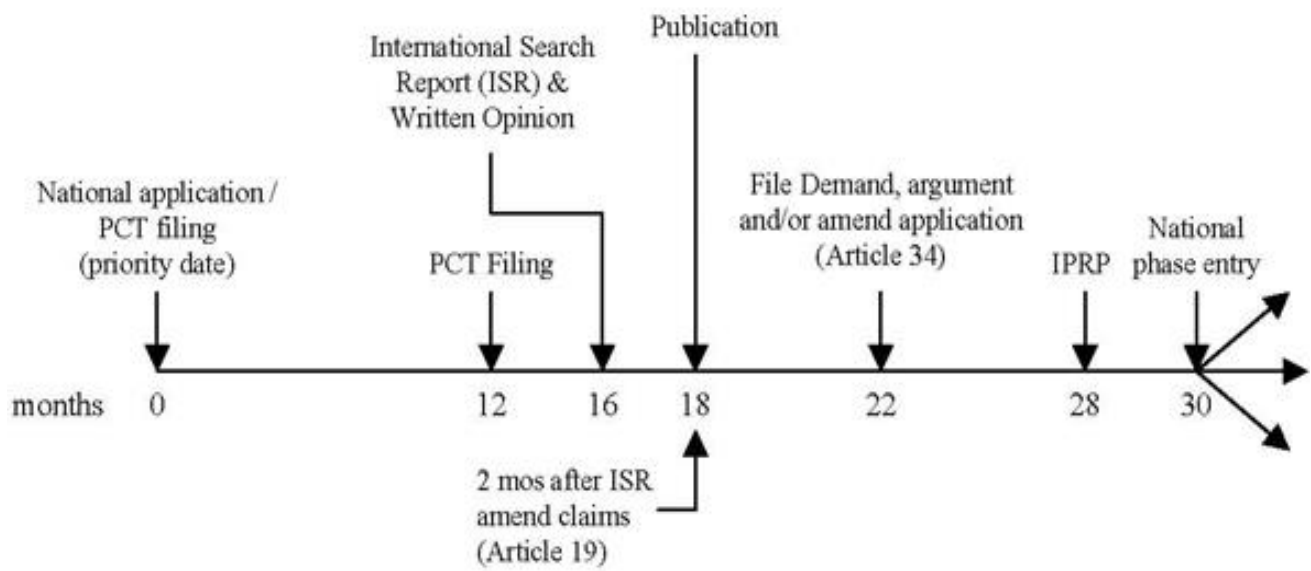 Publication
International Search
Report (ISR) &
Written Opinion
National application /
PCT filing
(priority date)
PCT Filing
File Demand, argument
and/or amend application
(Article 34)
IPRP
National
phase entry
months 0 12 16 18 22 28 30
2 mos after ISR
amend claims
(Article 19)